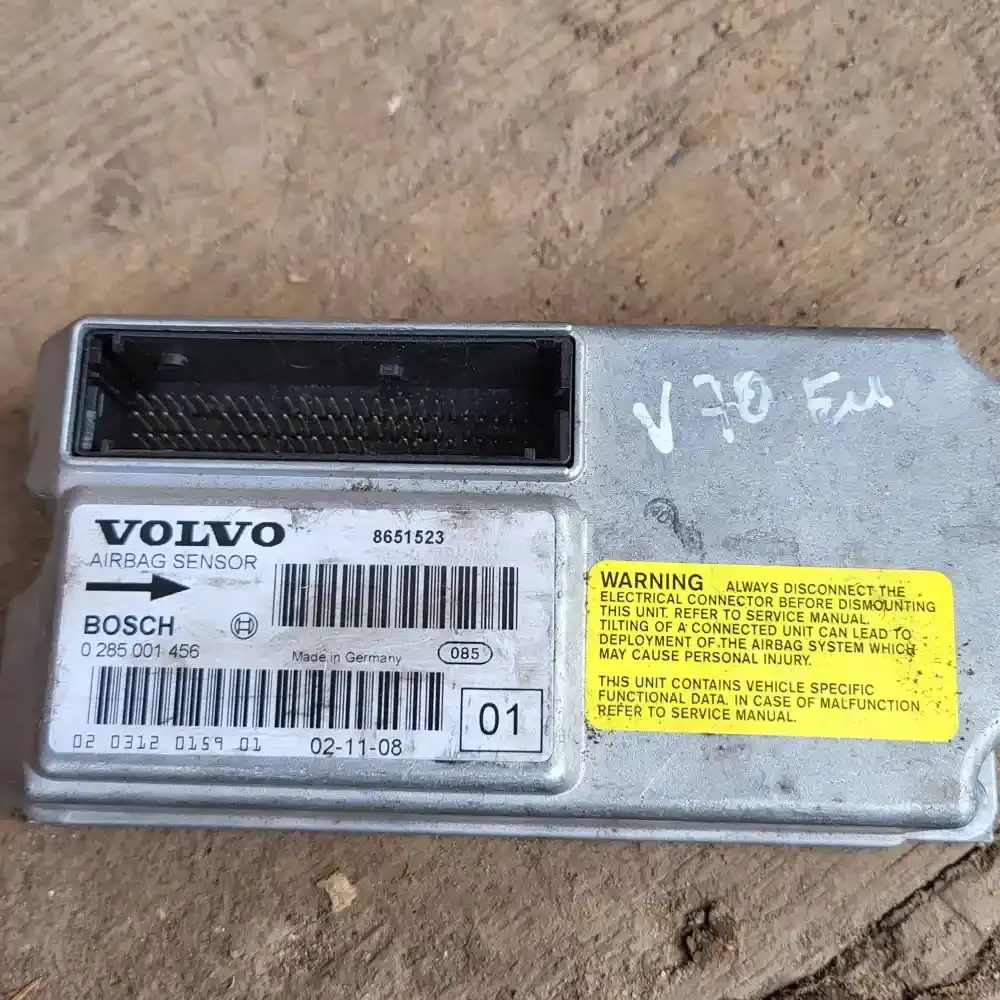 V 70
VOLVO
8651523
AIRBAG SENSOR
BOSCH
0 285 001 456
Made in Germany
085
02 0312 0159 01
02-11-08
01
WARNING ALWAYS DISCONNECT THE
ELECTRICAL CONNECTOR BEFORE DISMOUNTING
THIS UNIT. REFER TO SERVICE MANUAL.
TILTING OF A CONNECTED UNIT CAN LEAD TO
DEPLOYMENT OF THE AIRBAG SYSTEM WHICH
MAY CAUSE PERSONAL INJURY.
THIS UNIT CONTAINS VEHICLE SPECIFIC
FUNCTIONAL DATA. IN CASE OF MALFUNCTION
REFER TO SERVICE MANUAL.